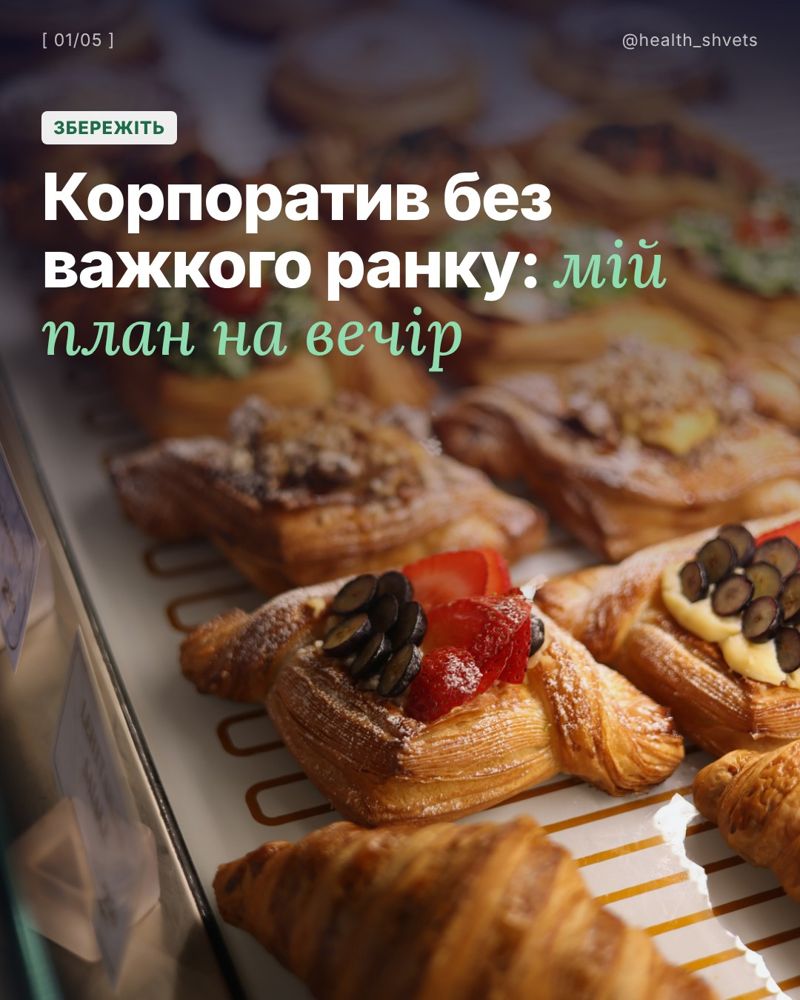 [ 01/05 ]
@health_shvets
ЗБЕРЕЖІТЬ
Корпоратив без
важкого ранку: мій
план на вечір